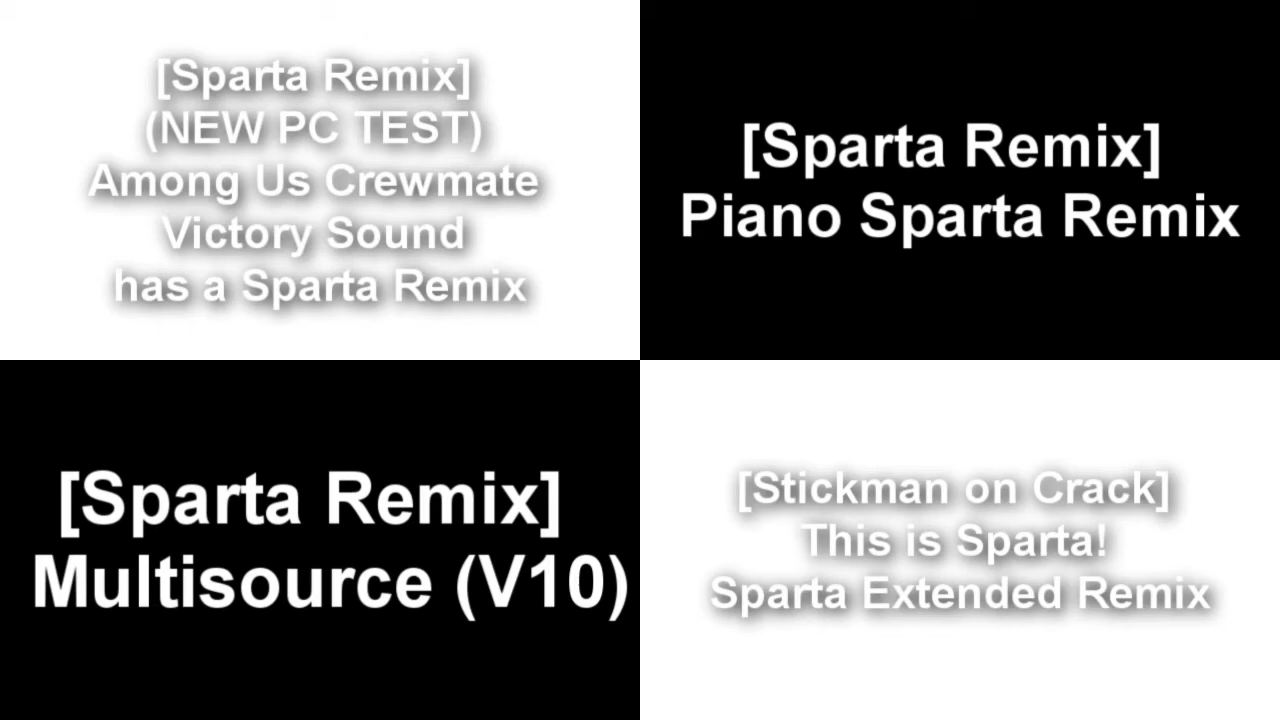 [Sparta Remix]
(NEW PC TEST)
Among Us Crewmate
Victory Sound
has a Sparta Remix
[Sparta Remix]
Piano Sparta Remix
[Sparta Remix]
Multisource (V10)
[Stickman on Crack]
This is Sparta!
Sparta Extended Remix